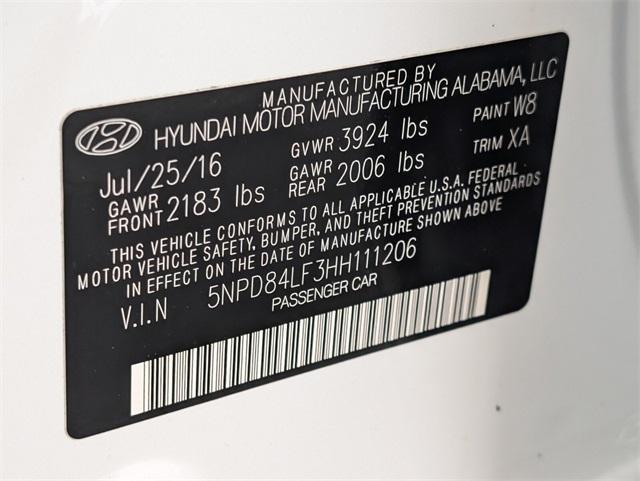 MANUFACTURED BY
HYUNDAI MOTOR MANUFACTURING ALABAMA, LLC
Jul/25/16 GVWR 3924 lbs PAINT W8
GAWR FRONT 2183 lbs GAWR REAR 2006 lbs TRIM XA
THIS VEHICLE CONFORMS TO ALL APPLICABLE U.S.A. FEDERAL
MOTOR VEHICLE SAFETY, BUMPER, AND THEFT PREVENTION STANDARDS
IN EFFECT ON THE DATE OF MANUFACTURE SHOWN ABOVE
V.I.N 5NPD84LF3HH111206
PASSENGER CAR